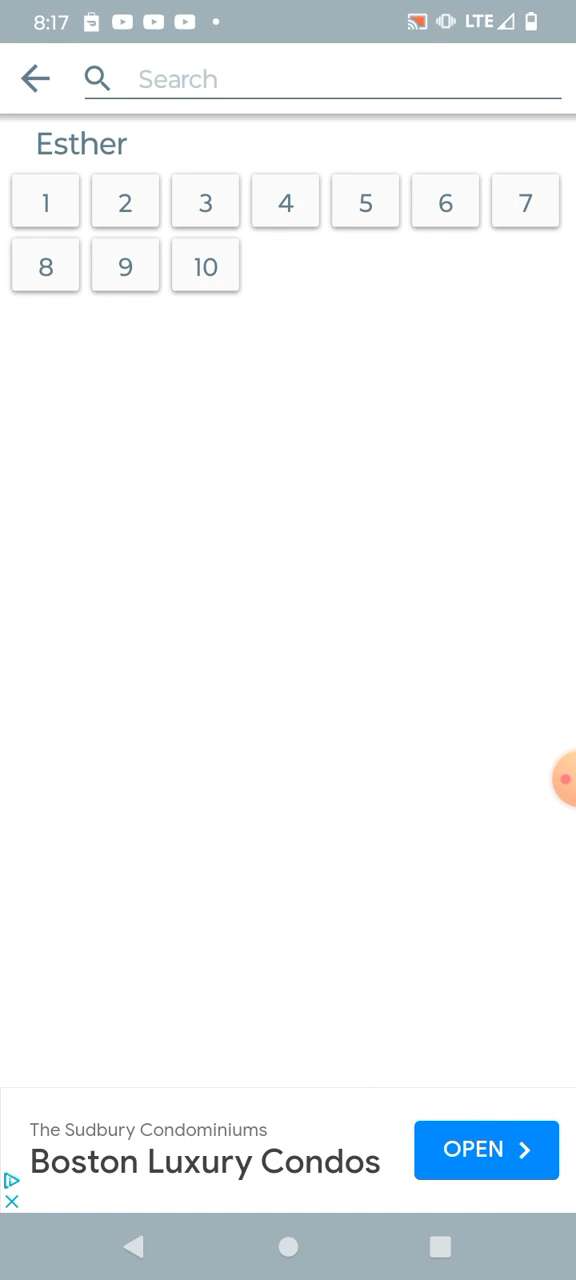 8:17
LTE
Search
Esther
1 2 3 4 5 6 7
8 9 10
The Sudbury Condominiums
Boston Luxury Condos
OPEN